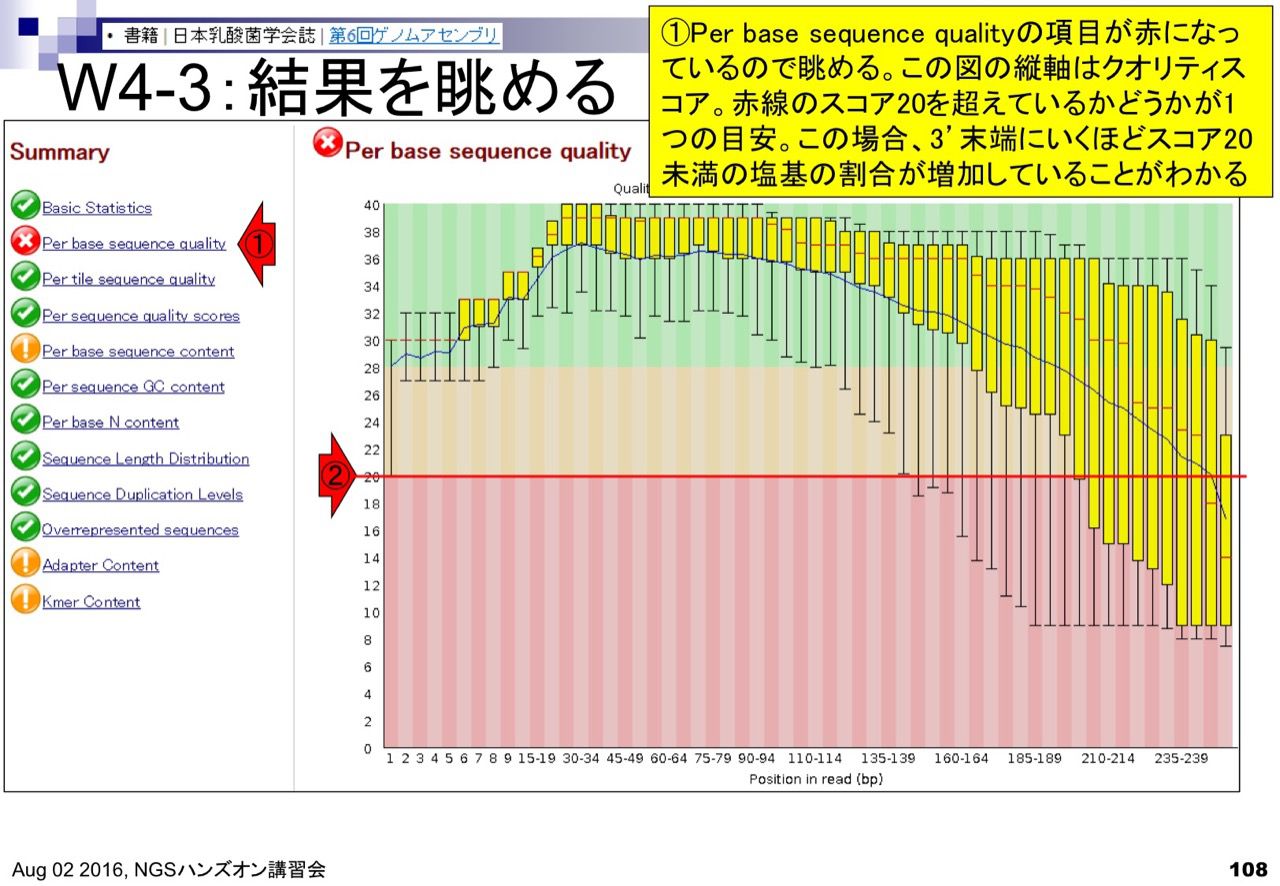 • 書籍 | 日本乳酸菌学会誌 | 第6回ゲノムアセンブリ
W4-3：結果を眺める
①Per base sequence qualityの項目が赤になっ
ているので眺める。この図の縦軸はクオリティス
コア。赤線のスコア20を超えているかどうかが1
つの目安。この場合、3’末端にいくほどスコア20
未満の塩基の割合が増加していることがわかる
Summary
Basic Statistics
Per base sequence quality
①
Per tile sequence quality
Per sequence quality scores
Per base sequence content
Per sequence GC content
Per base N content
Sequence Length Distribution
Sequence Duplication Levels
Overrepresented sequences
Adapter Content
Kmer Content
Per base sequence quality
40
38
36
34
32
30
28
26
24
22
②
20
18
16
14
12
10
8
6
4
2
0
1 2 3 4 5 6 7 8 9 15-19 30-34 45-49 60-64 75-79 90-94 110-114 135-139 160-164 185-189 210-214 235-239
Position in read (bp)
Aug 02 2016, NGSハンズオン講習会
108